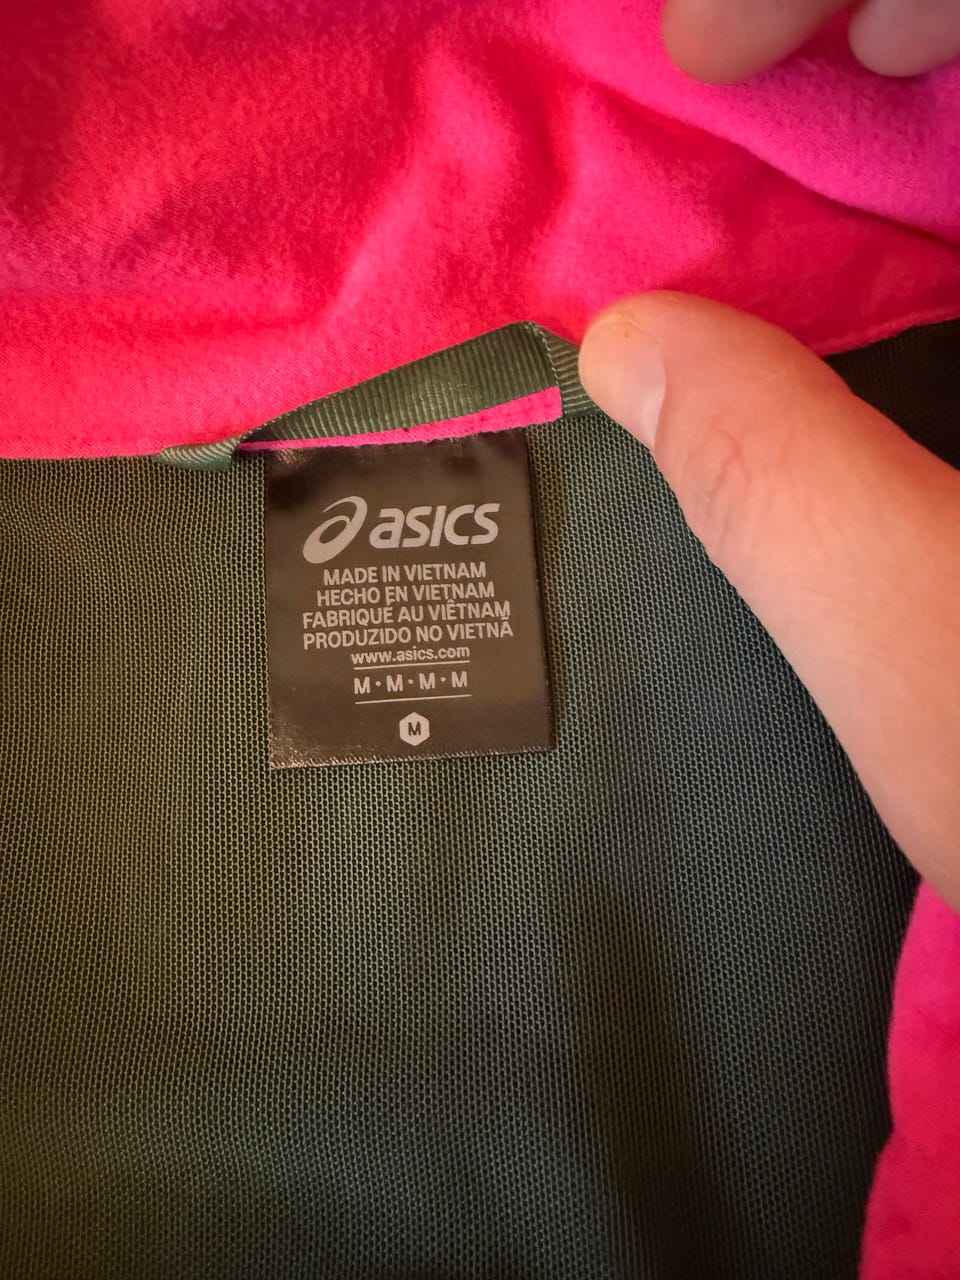 asics
MADE IN VIETNAM
HECHO EN VIETNAM
FABRIQUÉ AU VIÊTNAM
PRODUZIDO NO VIETNÃ
www.asics.com
M・M・M・M
M